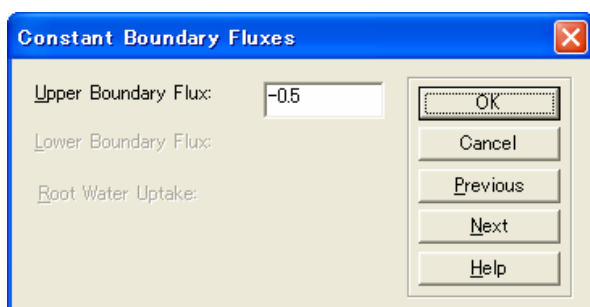 Constant Boundary Fluxes
Upper Boundary Flux: -0.5
Lower Boundary Flux:
Root Water Uptake:
OK
Cancel
Previous
Next
Help